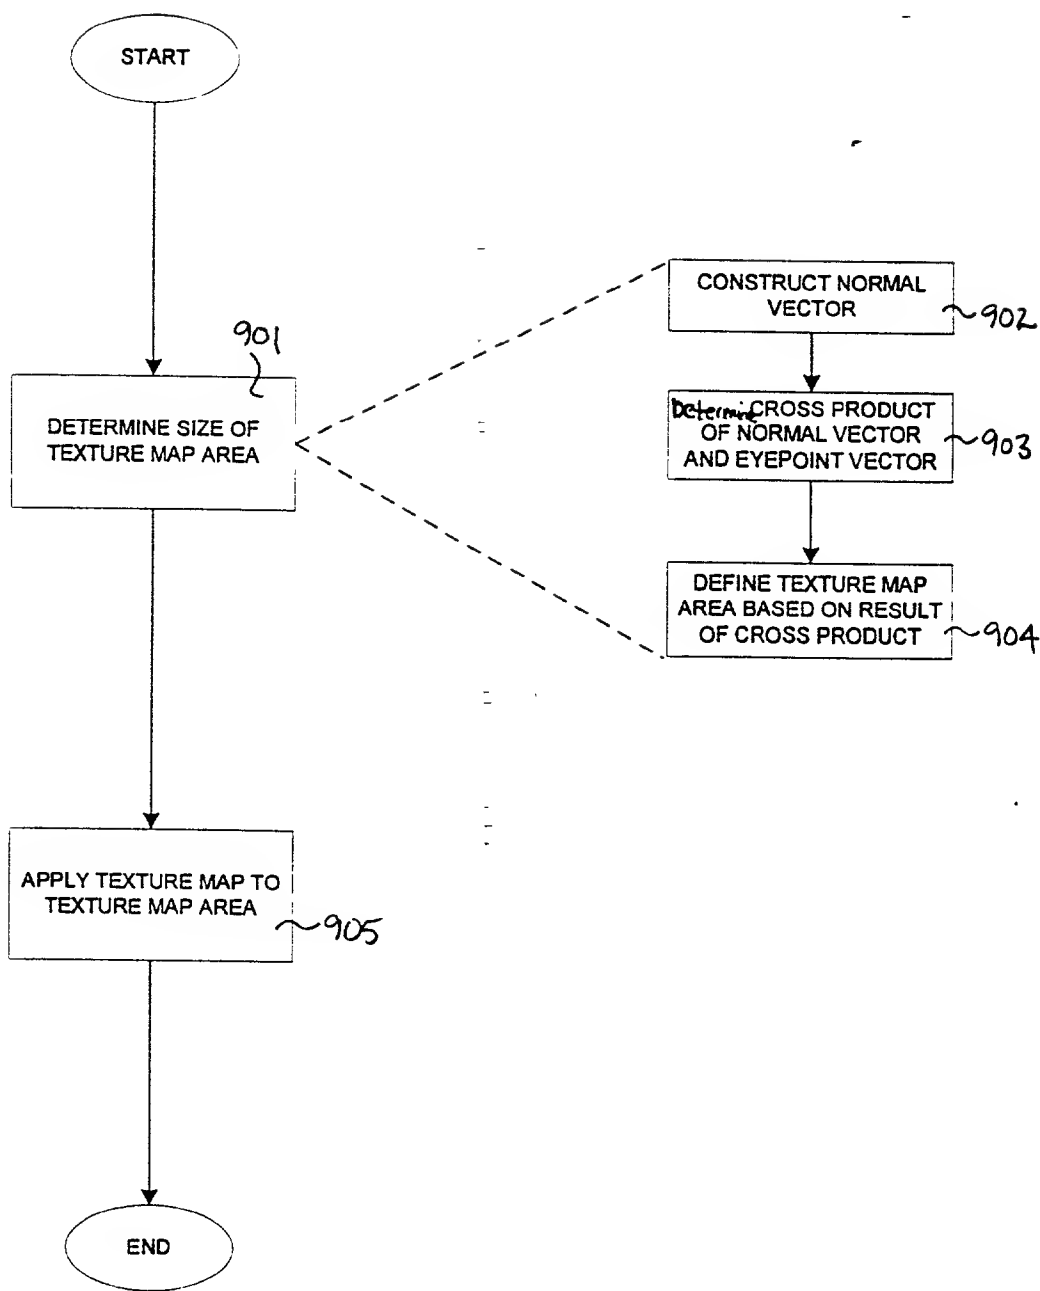 START
901
DETERMINE SIZE OF
TEXTURE MAP AREA
CONSTRUCT NORMAL
VECTOR
902
Determine CROSS PRODUCT
OF NORMAL VECTOR
AND EYEPOINT VECTOR
903
DEFINE TEXTURE MAP
AREA BASED ON RESULT
OF CROSS PRODUCT
904
APPLY TEXTURE MAP TO
TEXTURE MAP AREA
905
END